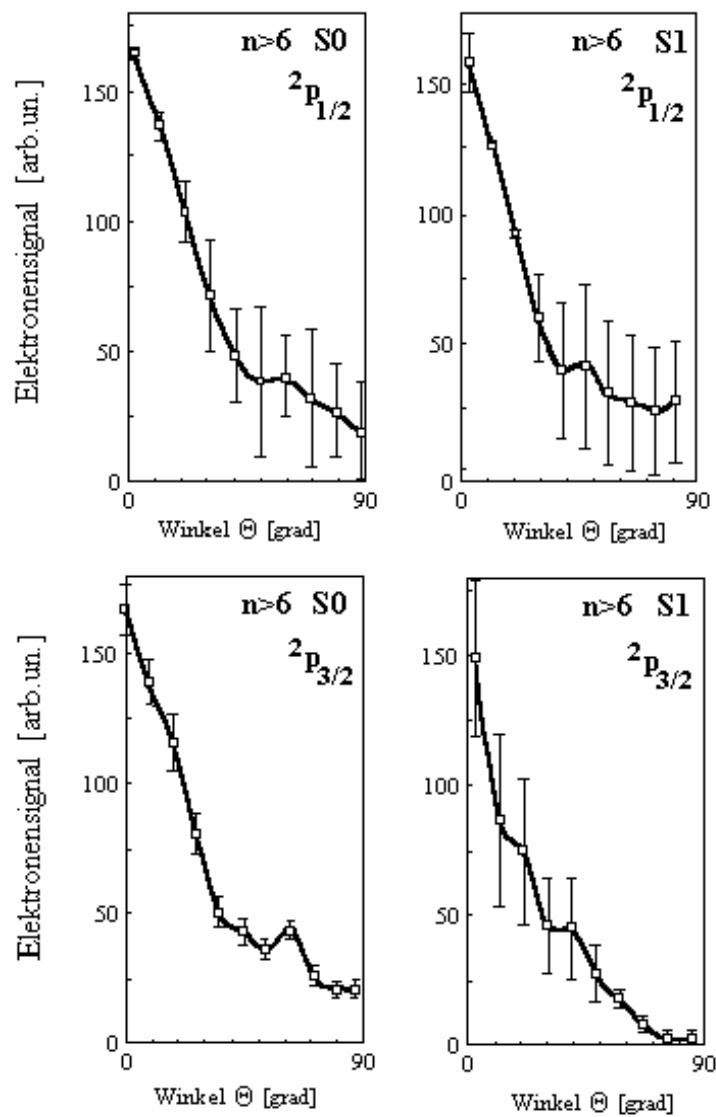 n>6 S0
²P1/2
150
100
50
0
0
90
Elektronensignal [arb.un.]
Winkel Θ [grad]
n>6 S1
²P1/2
150
100
50
0
0
90
Winkel Θ [grad]
n>6 S0
²P3/2
150
100
50
0
0
90
Elektronensignal [arb.un.]
Winkel Θ [grad]
n>6 S1
²P3/2
150
100
50
0
0
90
Winkel Θ [grad]